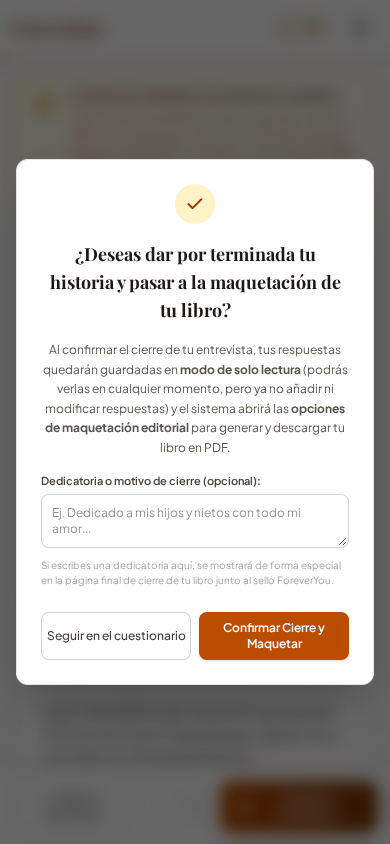 ¿Deseas dar por terminada tu
historia y pasar a la maquetación de
tu libro?
Al confirmar el cierre de tu entrevista, tus respuestas
quedarán guardadas en modo de solo lectura (podrás
verlas en cualquier momento, pero ya no añadir ni
modificar respuestas) y el sistema abrirá las opciones
de maquetación editorial para generar y descargar tu
libro en PDF.
Dedicatoria o motivo de cierre (opcional):
Ej. Dedicado a mis hijos y nietos con todo mi
amor...
Si escribes una dedicatoria aquí, se mostrará de forma especial
en la página final de cierre de tu libro junto al sello ForeverYou.
Seguir en el cuestionario
Confirmar Cierre y
Maquetar